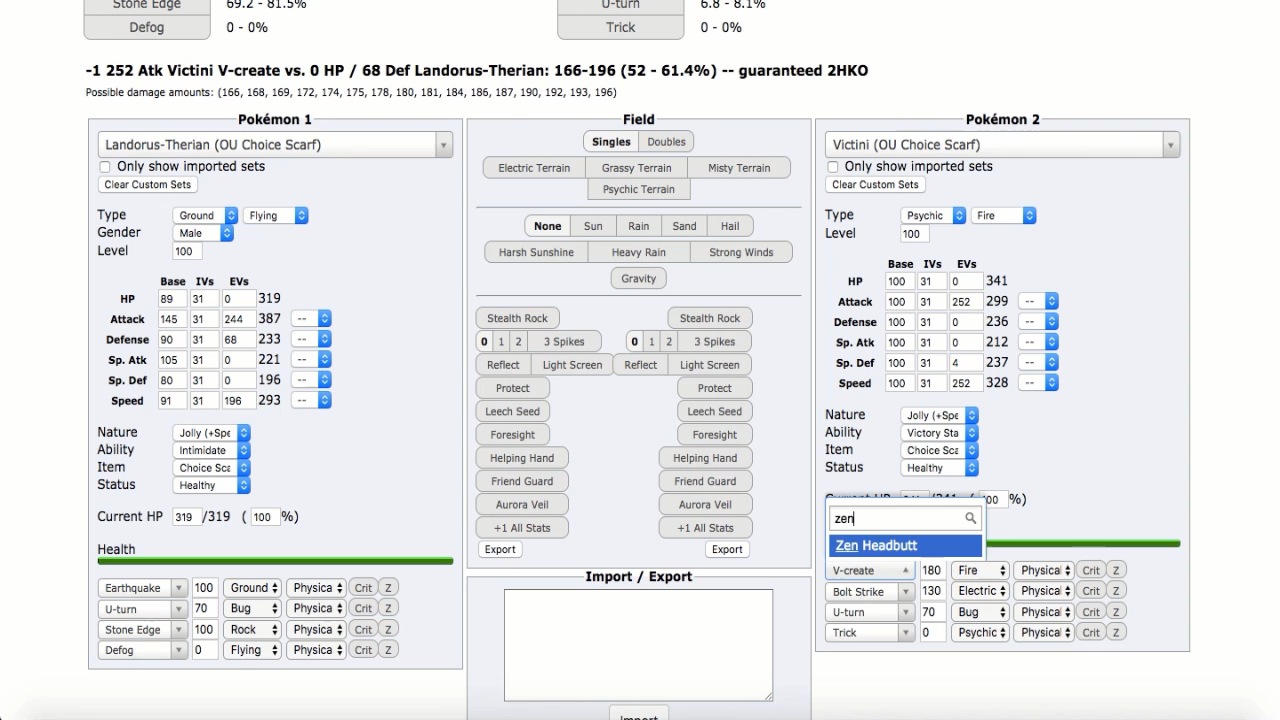 Stone Edge 69.2 - 81.5% U-turn 6.8 - 8.1%
Defog 0 - 0% Trick 0 - 0%
-1 252 Atk Victini V-create vs. 0 HP / 68 Def Landorus-Therian: 166-196 (52 - 61.4%) -- guaranteed 2HKO
Possible damage amounts: (166, 168, 169, 172, 174, 175, 178, 180, 181, 184, 186, 187, 190, 192, 193, 196)
Pokémon 1
Landorus-Therian (OU Choice Scarf)
Only show imported sets
Clear Custom Sets
Type Ground Flying
Gender Male
Level 100
Base IVs EVs
HP 89 31 0 319
Attack 145 31 244 387 --
Defense 90 31 68 233 --
Sp. Atk 105 31 0 221 --
Sp. Def 80 31 0 196 --
Speed 91 31 196 293 --
Nature Jolly (+Spe
Ability Intimidate
Item Choice Sca
Status Healthy
Current HP 319 /319 ( 100 %)
Health
Earthquake 100 Ground Physica Crit Z
U-turn 70 Bug Physica Crit Z
Stone Edge 100 Rock Physica Crit Z
Defog 0 Flying Physica Crit Z
Field
Singles Doubles
Electric Terrain Grassy Terrain Misty Terrain
Psychic Terrain
None Sun Rain Sand Hail
Harsh Sunshine Heavy Rain Strong Winds
Gravity
Stealth Rock Stealth Rock
0 1 2 3 Spikes 0 1 2 3 Spikes
Reflect Light Screen Reflect Light Screen
Protect Protect
Leech Seed Leech Seed
Foresight Foresight
Helping Hand Helping Hand
Friend Guard Friend Guard
Aurora Veil Aurora Veil
+1 All Stats +1 All Stats
Export Export
Import / Export
Import
Pokémon 2
Victini (OU Choice Scarf)
Only show imported sets
Clear Custom Sets
Type Psychic Fire
Level 100
Base IVs EVs
HP 100 31 0 341
Attack 100 31 252 299 --
Defense 100 31 0 236 --
Sp. Atk 100 31 0 212 --
Sp. Def 100 31 4 237 --
Speed 100 31 252 328 --
Nature Jolly (+Spe
Ability Victory Sta
Item Choice Sca
Status Healthy
Current HP 341 /341 ( 100 %)
zen
Zen Headbutt
V-create 180 Fire Physical Crit Z
Bolt Strike 130 Electric Physical Crit Z
U-turn 70 Bug Physical Crit Z
Trick 0 Psychic Physical Crit Z